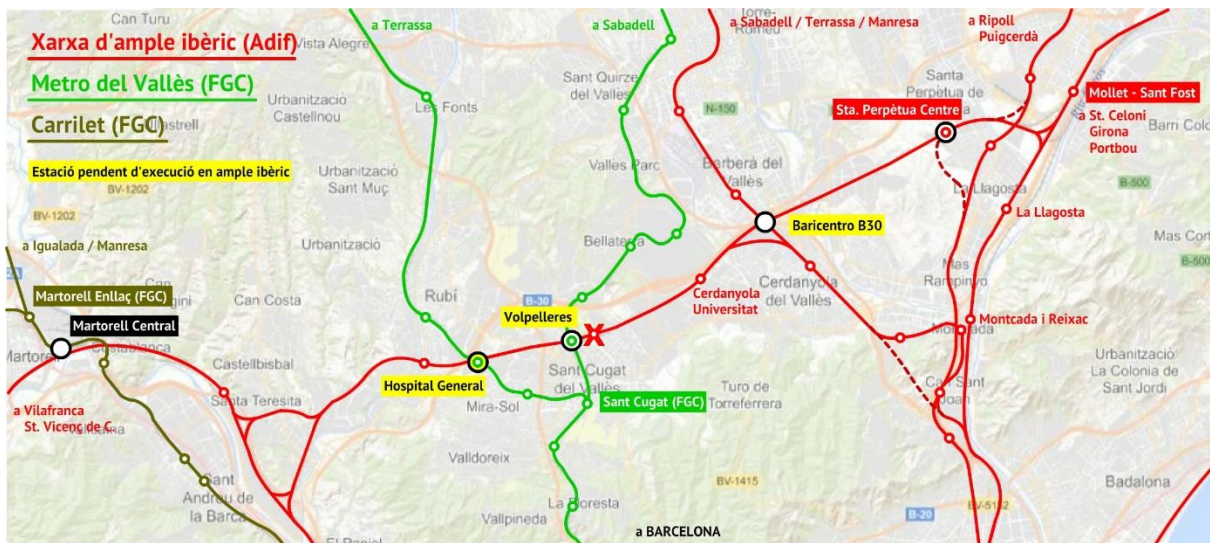 Xarxa d'ample ibèric (Adif)
Metro del Vallès (FGC)
Carrilet (FGC)
Estació pendent d'execució en ample ibèric
a Terrassa
a Sabadell
a Sabadell / Terrassa / Manresa
a Ripoll
Puigcerdà
Can Turu
Vista Alegre
Sant Quirze
del Vallès
Les Fonts
Urbanització
Castellnou
N-150
Santa
Perpètua de
Sta. Perpètua Centre
Mollet - Sant Fost
a St. Celoni
Girona
Portbou
Barri
Valles Parc
Barberà del
Vallès
BV-1202
BV-1202
Urbanització
Sant Muç
La Llagosta
B-500
La Llagosta
Urbanització
Bellaterra
Baricentro B30
Mas
B-500
a Igualada / Manresa
Can Costa
Rubí
B-30
Volpelleres
Cerdanyola
Universitat
Cerdanyola
del Vallès
Mas
Rampinyo
Martorell Enllaç (FGC)
Martorell Central
Martorell
Costablanca
Castellbisbal
Montcada i Reixac
Hospital General
Sant Cugat
del Vallès
Urbanització
La Colonia de
Sant Jordi
Santa Teresita
Mira-Sol
Sant Cugat (FGC)
Turo de
Torreferrera
Can Sant
Joan
a Vilafranca
St. Vicenç de C.
Valldoreix
Sant
Andreu de
la Barca
BV-1415
Badalona
La Floresta
Vallpineda
BV-5152
B-20
a BARCELONA